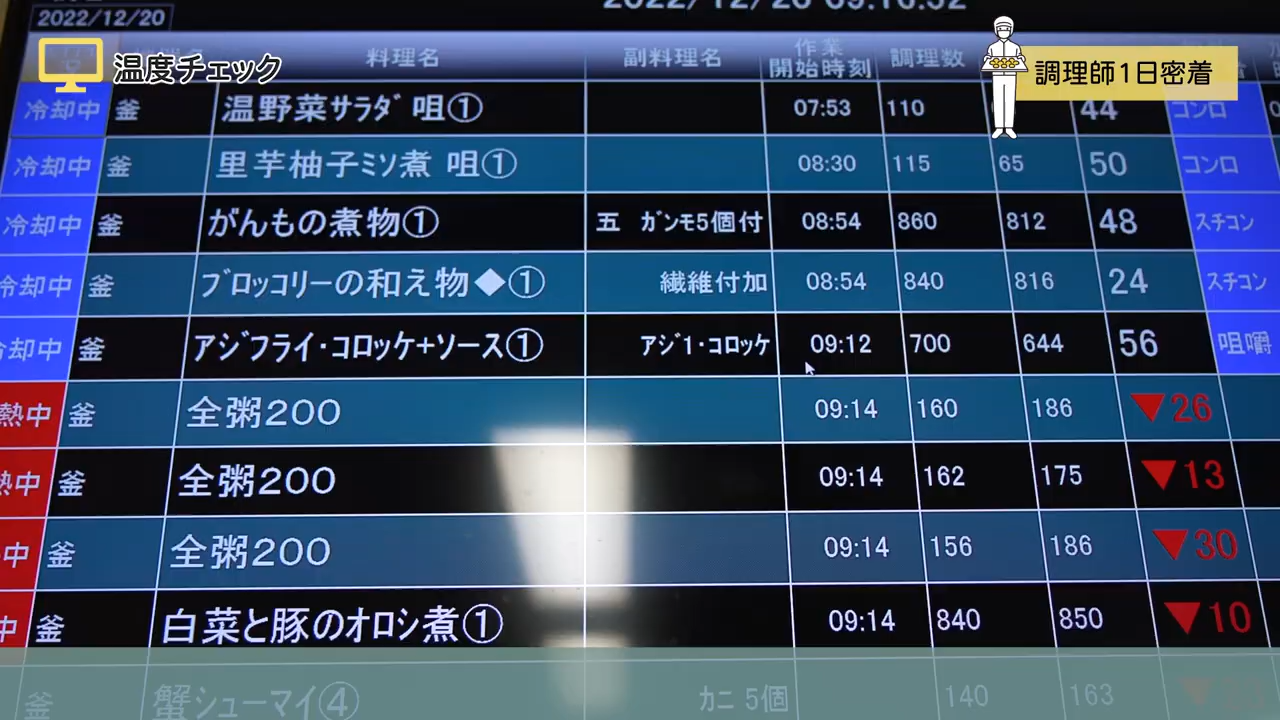 2022/12/20
温度チェック
調理師1日密着
料理名 副料理名 作業開始時刻 調理数
冷却中 釜 温野菜サラダ 咀① 07:53 110 44 コンロ
冷却中 釜 里芋柚子ミソ煮 咀① 08:30 115 65 50 コンロ
冷却中 釜 がんもの煮物① 五 ガンモ5個付 08:54 860 812 48 スチコン
冷却中 釜 ブロッコリーの和え物◆① 繊維付加 08:54 840 816 24 スチコン
却中 釜 アジフライ・コロッケ+ソース① アジ1・コロッケ 09:12 700 644 56 咀嚼
熱中 釜 全粥200 09:14 160 186 ▼26
熱中 釜 全粥200 09:14 162 175 ▼13
中 釜 全粥200 09:14 156 186 ▼30
中 釜 白菜と豚のオロシ煮① 09:14 840 850 ▼10
釜 蟹シューマイ④ カニ 5個 140 163